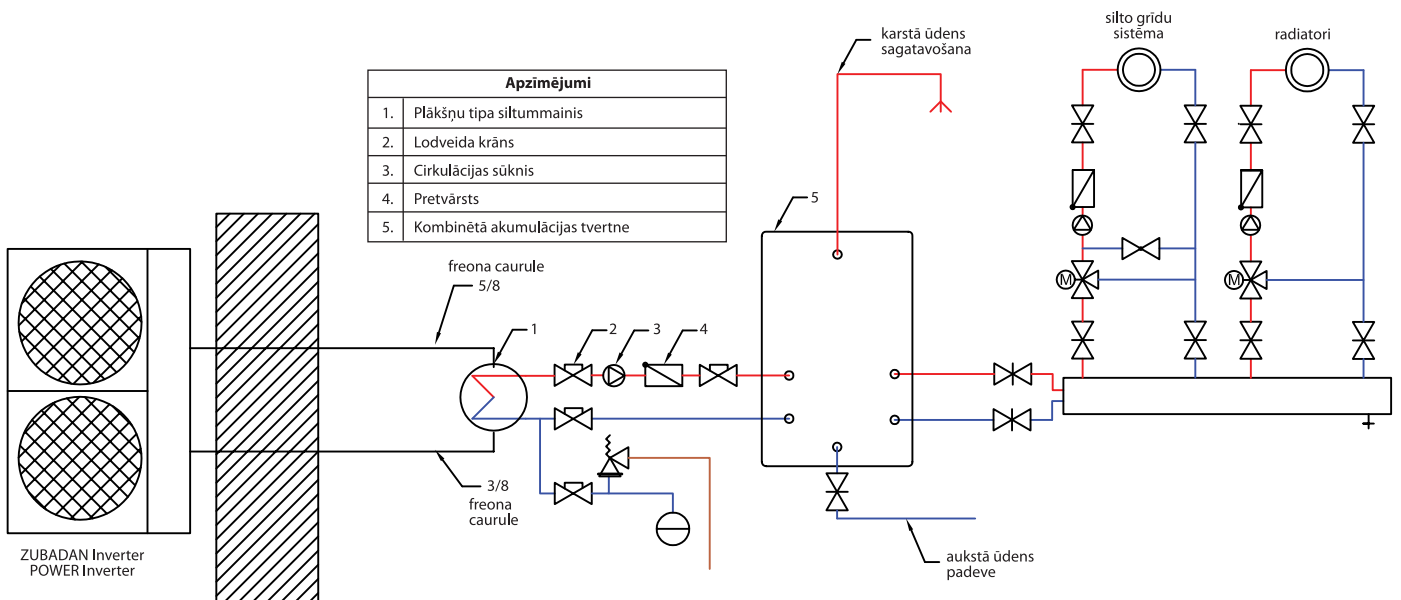 silto grīdu
sistēma
radiatori
karstā ūdens
sagatavošana
Apzīmējumi
1. Plākšņu tipa siltummainis
2. Lodveida krāns
3. Cirkulācijas sūknis
4. Pretvārsts
5. Kombinētā akumulācijas tvertne
5
freona caurule
5/8
M
M
1
2
3
4
3/8
freona
caurule
ZUBADAN Inverter
POWER Inverter
aukstā ūdens
padeve